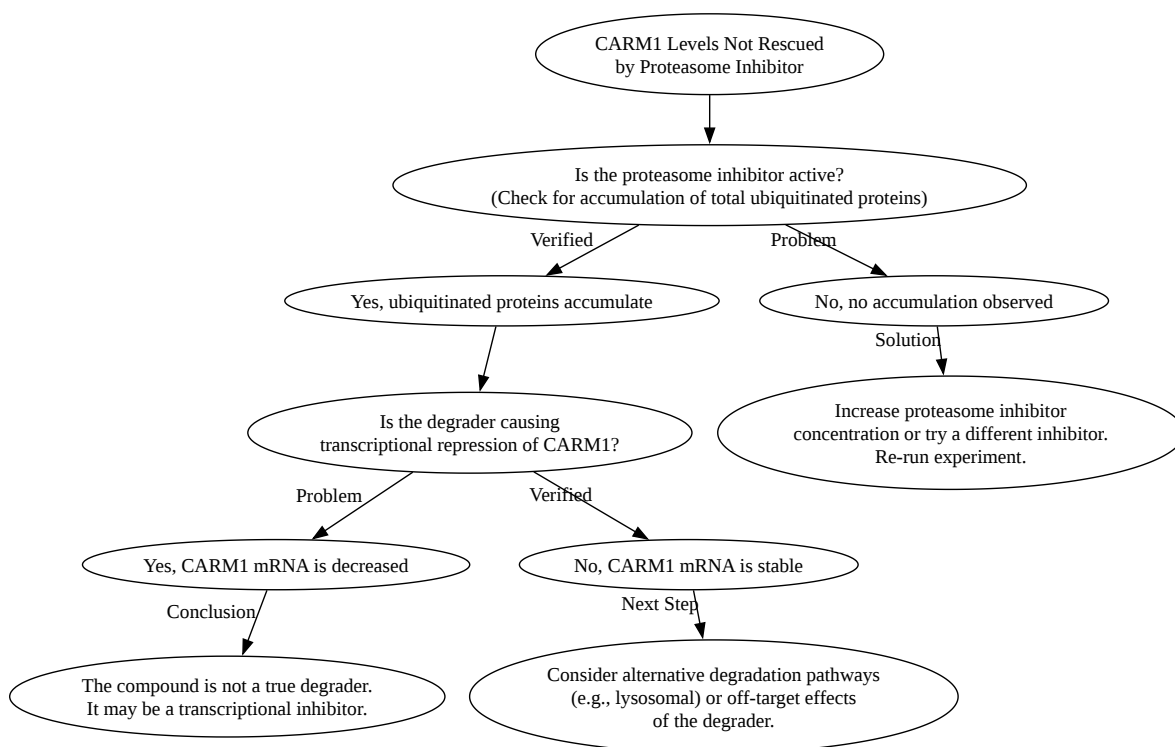 CARM1 Levels Not Rescued
by Proteasome Inhibitor
Is the proteasome inhibitor active?
(Check for accumulation of total ubiquitinated proteins)
Verified
Problem
Yes, ubiquitinated proteins accumulate
No, no accumulation observed
Solution
Is the degrader causing
transcriptional repression of CARM1?
Increase proteasome inhibitor
concentration or try a different inhibitor.
Re-run experiment.
Problem
Verified
Yes, CARM1 mRNA is decreased
No, CARM1 mRNA is stable
Conclusion
Next Step
The compound is not a true degrader.
It may be a transcriptional inhibitor.
Consider alternative degradation pathways
(e.g., lysosomal) or off-target effects
of the degrader.